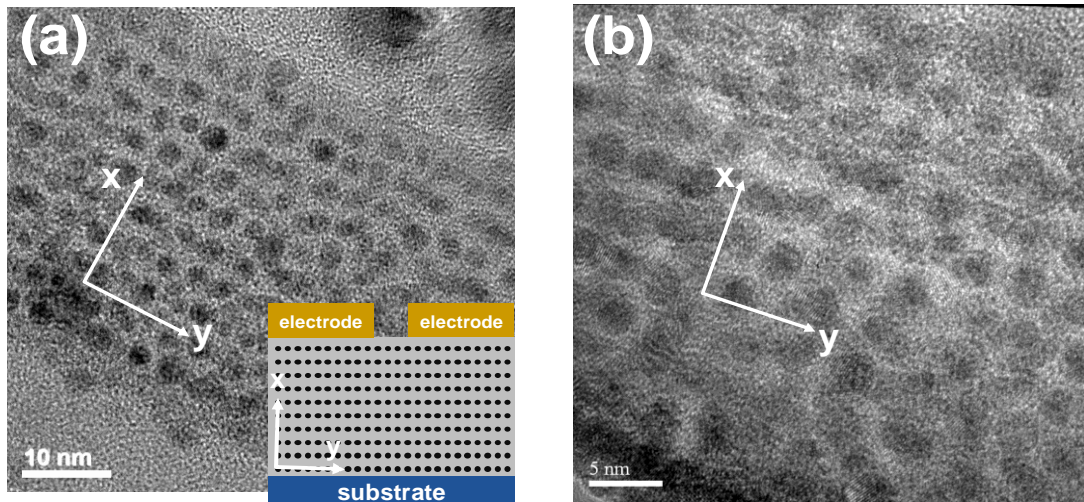 (a)
x
y
10 nm
electrode electrode
x
y
substrate
(b)
x
y
5 nm